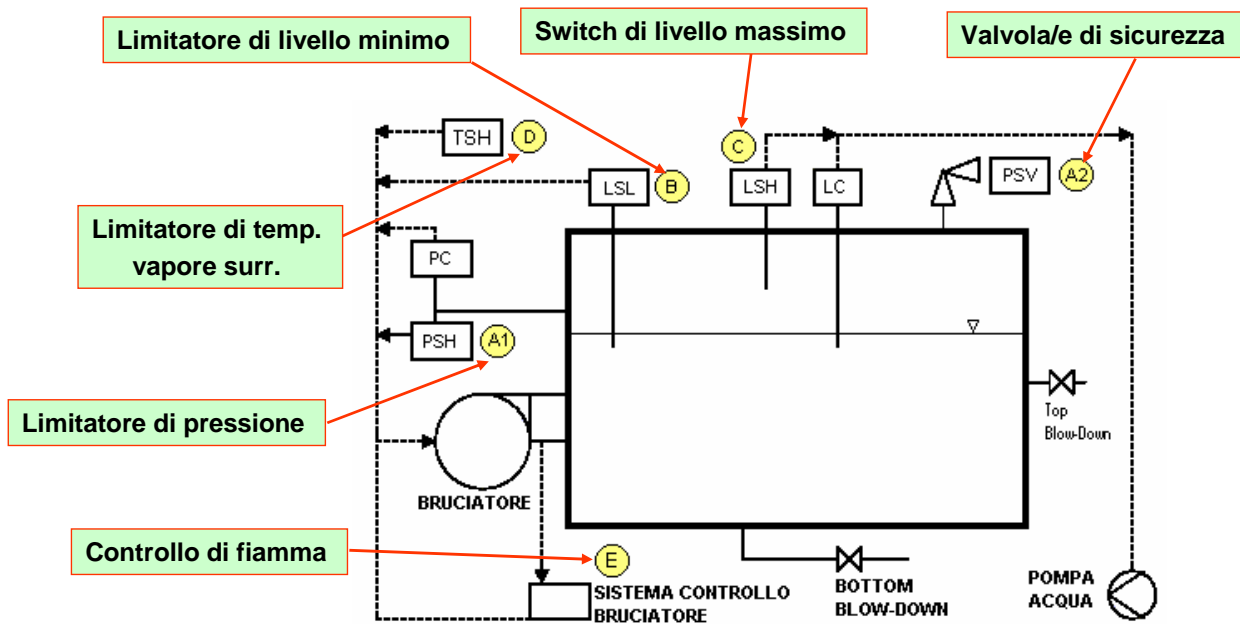 Limitatore di livello minimo
Switch di livello massimo
Valvola/e di sicurezza
TSH
D
C
LSL
B
LSH
LC
PSV
A2
Limitatore di temp.
vapore surr.
PC
PSH
A1
Limitatore di pressione
Top
Blow-Down
BRUCIATORE
Controllo di fiamma
E
SISTEMA CONTROLLO
BRUCIATORE
BOTTOM
BLOW-DOWN
POMPA
ACQUA